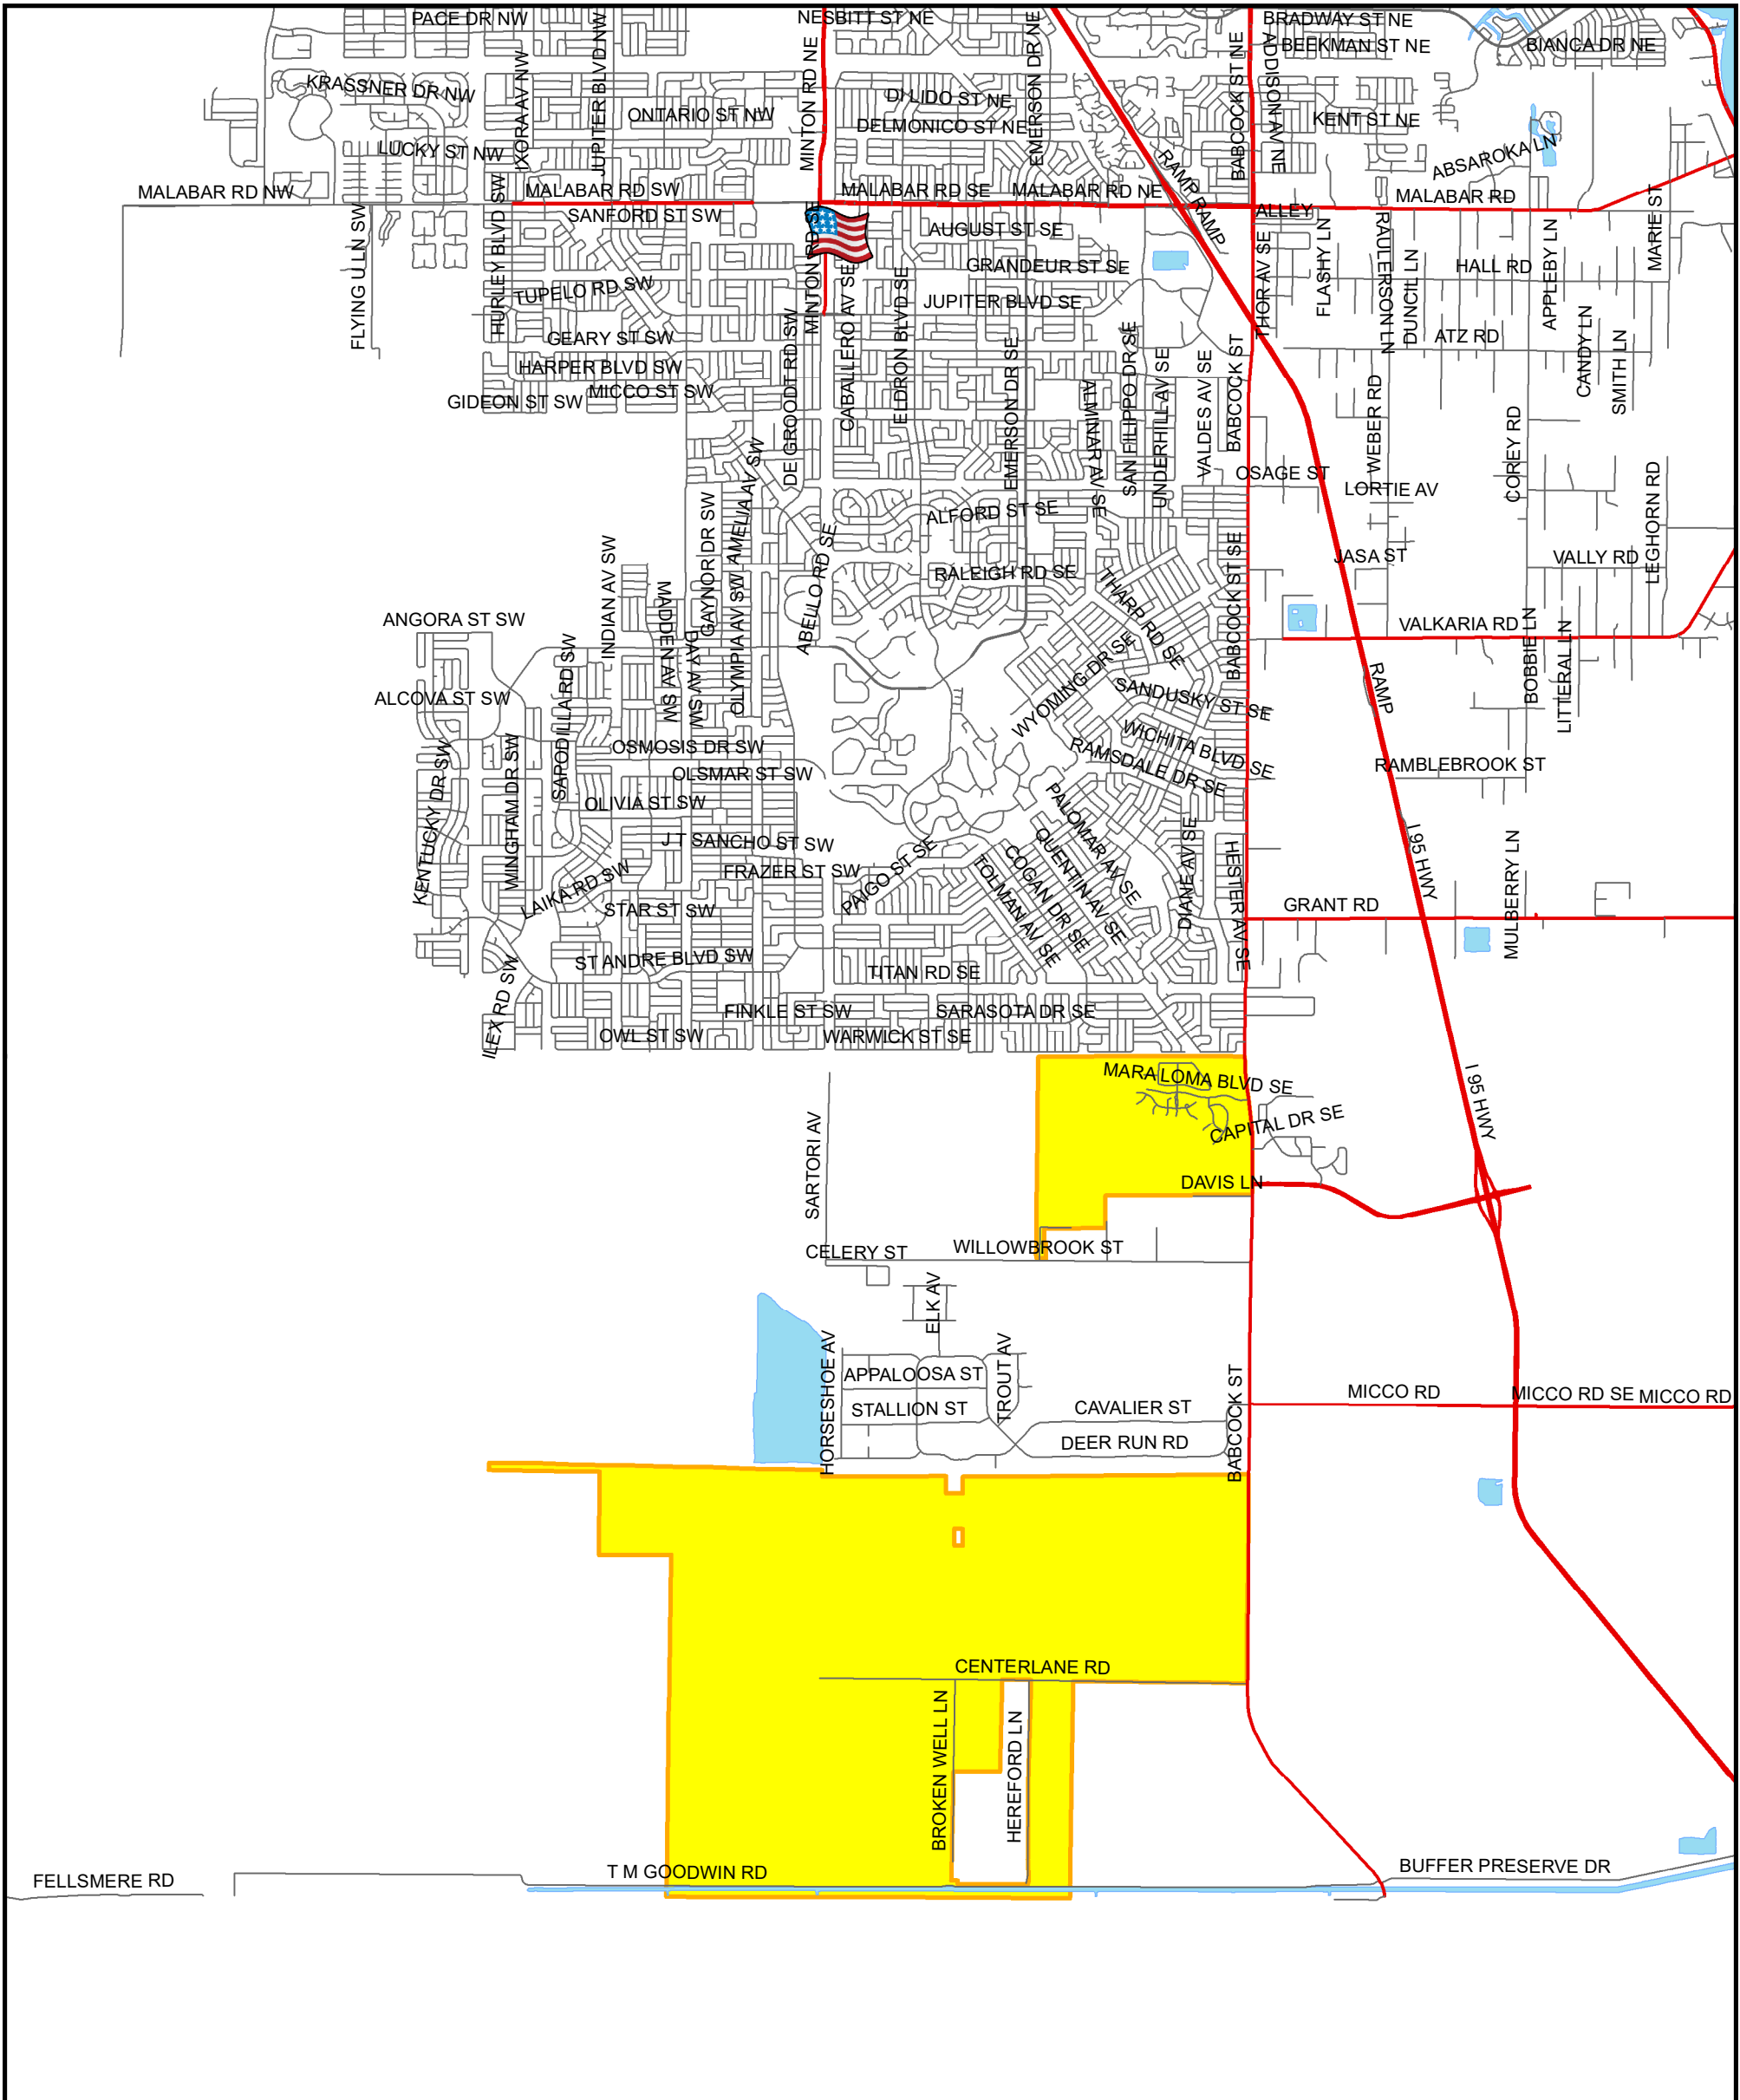 PACE DR NW
NESBITT ST NE
BRADWAY ST NE
BEEKMAN ST NE
BIANCA DR NE
KRASSNER DR NW
IXORA AV NW
JUPITER BLVD NW
MINTON RD NE
EMERSON DR NE
BABCOCK ST NE
ADDISON AV NE
DI LIDO ST NE
ONTARIO ST NW
DELMONICO ST NE
KENT ST NE
LUCKY ST NW
ABSAROKA LN
RAMP
RAMP
MALABAR RD NW
MALABAR RD SW
MALABAR RD SE
MALABAR RD NE
MALABAR RD
SANFORD ST SW
ALLEY
AUGUST ST SE
FLYING U LN SW
HURLEY BLVD SW
MINTON RD SE
THOR AV SE
FLASHY LN
RAULERSON LN
DUNCIL LN
APPLEBY LN
MARIE ST
GRANDEUR ST SE
HALL RD
TUPELO RD SW
JUPITER BLVD SE
CABALLERO AV SE
ELDRON BLVD SE
GEARY ST SW
ATZ RD
HARPER BLVD SW
MICCO ST SW
GIDEON ST SW
DE GROODT RD SW
EMERSON DR SE
ALMINAR AV SE
SAN FILIPPO DR SE
UNDERHILL AV SE
VALDES AV SE
BABCOCK ST
WEBER RD
CANDY LN
SMITH LN
COREY RD
OSAGE ST
LORTIE AV
LEGHORN RD
AMELIA AV SW
GAYNOR DR SW
ALFORD ST SE
JASA ST
VALLY RD
RALEIGH RD SE
THARP RD SE
BABCOCK ST SE
ABELLO RD SE
INDIAN AV SW
MADDEN AV SW
DAY AV SW
OLYMPIA AV SW
ANGORA ST SW
VALKARIA RD
BOBBIE LN
LITTERAL LN
SAPODILLA RD SW
WYOMING DR SE
SANDUSKY ST SE
RAMP
ALCOVA ST SW
WICHITA BLVD SE
RAMSDALE DR SE
OSMOSIS DR SW
OLSMAR ST SW
RAMBLEBROOK ST
KENTUCKY DR SW
WINGHAM DR SW
OLIVIA ST SW
PALOMAR AV SE
J T SANCHO ST SW
QUENTIN AV SE
COGAN DR SE
TOLMAN AV SE
DIANE AV SE
HESTER AV SE
I 95 HWY
MULBERRY LN
FRAZER ST SW
PAIGO ST SE
LAIKA RD SW
STAR ST SW
GRANT RD
ST ANDRE BLVD SW
TITAN RD SE
ILEX RD SW
FINKLE ST SW
SARASOTA DR SE
OWL ST SW
WARWICK ST SE
MARA LOMA BLVD SE
I 95 HWY
CAPITAL DR SE
SARTORI AV
DAVIS LN
CELERY ST
WILLOWBROOK ST
ELK AV
HORSESHOE AV
APPALOOSA ST
TROUT AV
BABCOCK ST
MICCO RD
MICCO RD SE
MICCO RD
STALLION ST
CAVALIER ST
DEER RUN RD
CENTERLANE RD
BROKEN WELL LN
HEREFORD LN
FELLSMERE RD
T M GOODWIN RD
BUFFER PRESERVE DR